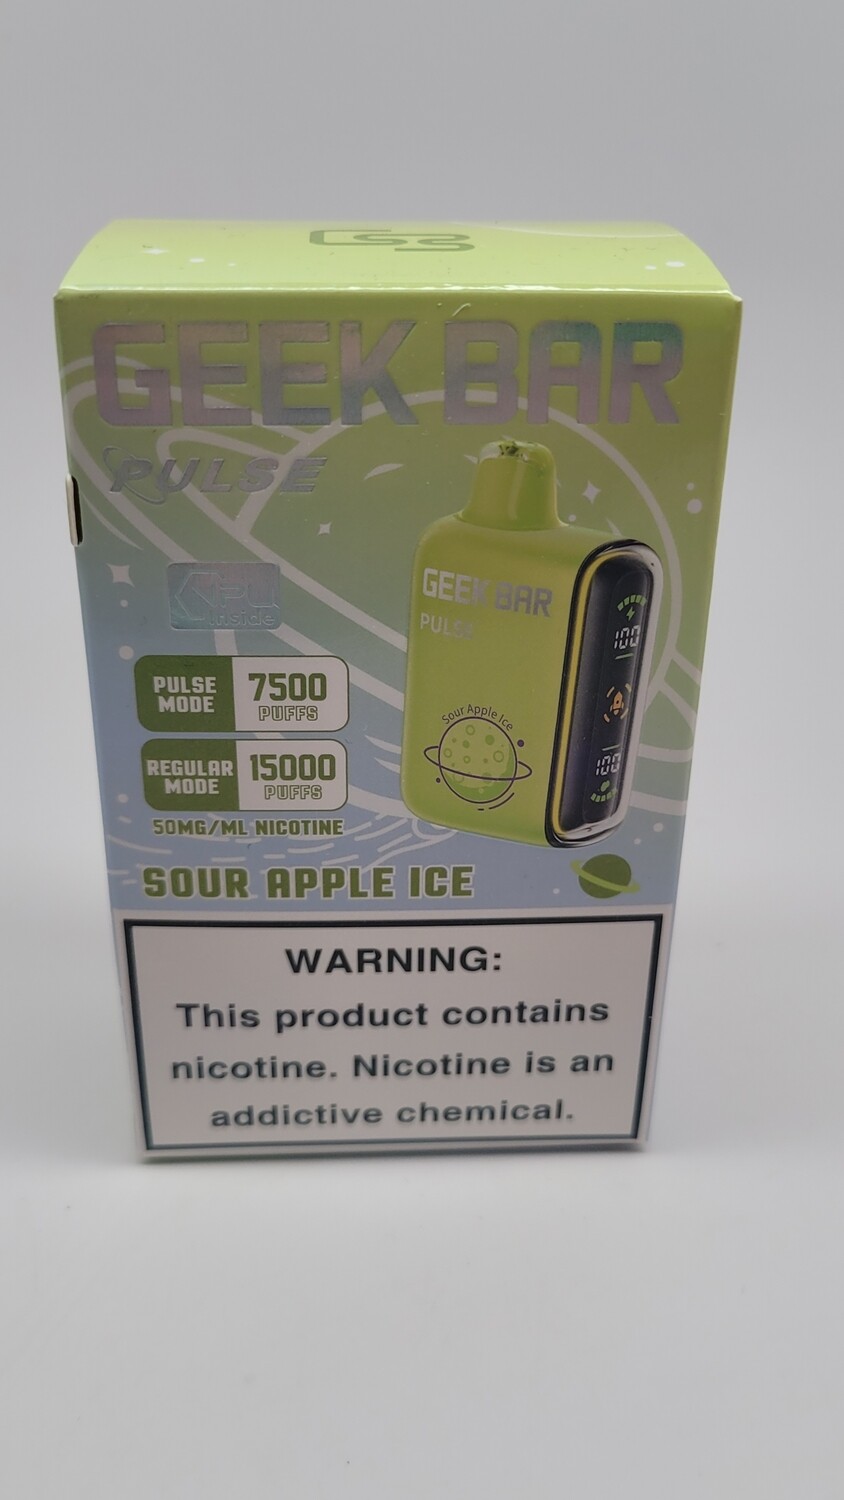 GEEK BAR
PULSE
VPU
inside
PULSE MODE
7500
PUFFS
REGULAR MODE
15000
PUFFS
50MG/ML NICOTINE
SOUR APPLE ICE
GEEK BAR
PULSE
100
100
Sour Apple Ice
WARNING:
This product contains
nicotine. Nicotine is an
addictive chemical.